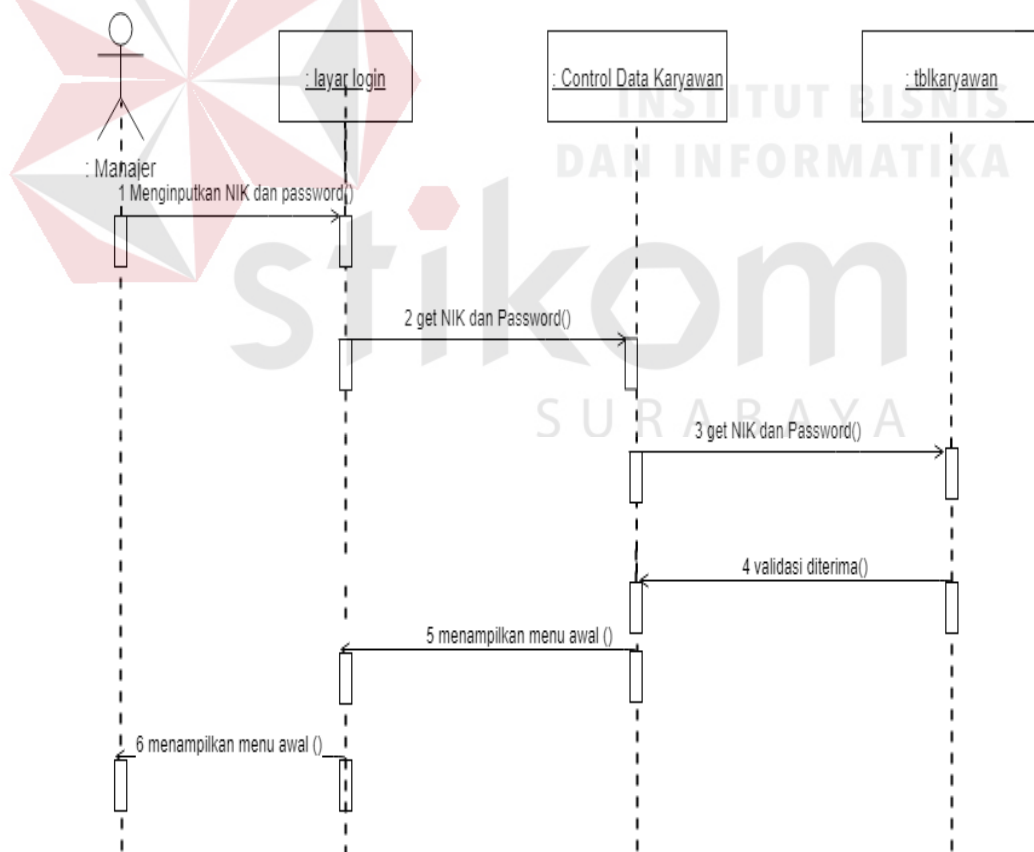 : layar login
: Control Data Karyawan
: tblkaryawan
INSTITUT BISNIS
DAN INFORMATIKA
: Manajer
1 Menginputkan NIK dan password()
stikom
2 get NIK dan Password()
SURABAYA
3 get NIK dan Password()
4 validasi diterima()
5 menampilkan menu awal ()
6 menampilkan menu awal ()